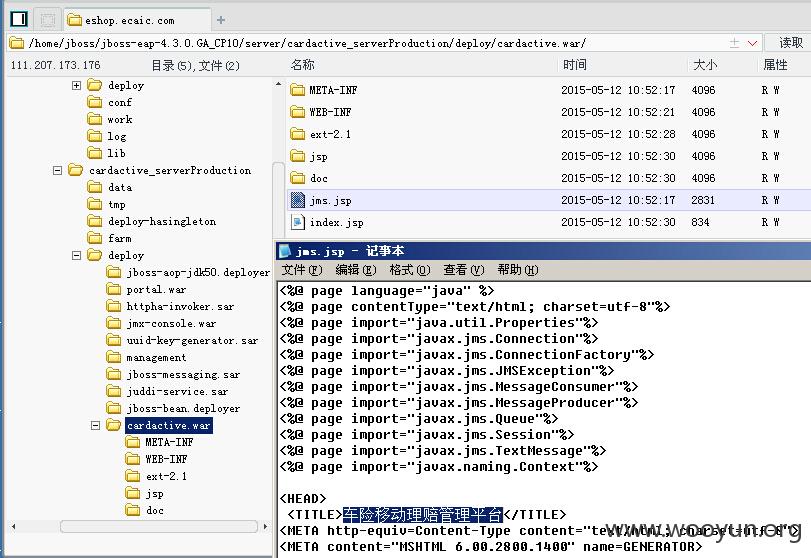 eshop.ecaic.com
/home/jboss/jboss-eap-4.3.0.GA_CP10/server/cardactive_serverProduction/deploy/cardactive.war/ 读取
111.207.173.176 目录(5),文件(2) 名称 时间 大小 属性
deploy
conf
work
log
lib
cardactive_serverProduction
data
tmp
deploy-hasingleton
farm
deploy
jboss-aop-jdk50.deployer
portal.war
httpha-invoker.sar
jmx-console.war
uuid-key-generator.sar
management
jboss-messaging.sar
juddi-service.sar
jboss-bean.deployer
cardactive.war
META-INF
WEB-INF
ext-2.1
jsp
doc
META-INF 2015-05-12 10:52:17 4096 R W
WEB-INF 2015-05-12 10:52:21 4096 R W
ext-2.1 2015-05-12 10:52:28 4096 R W
jsp 2015-05-12 10:52:30 4096 R W
doc 2015-05-12 10:52:30 4096 R W
jms.jsp 2015-05-12 10:52:17 2831 R W
index.jsp 2015-05-12 10:52:30 834 R W
jms.jsp - 记事本
文件(F) 编辑(E) 格式(O) 查看(V) 帮助(H)
<%@ page language="java" %>
<%@ page contentType="text/html; charset=utf-8"%>
<%@ page import="java.util.Properties"%>
<%@ page import="javax.jms.Connection"%>
<%@ page import="javax.jms.ConnectionFactory"%>
<%@ page import="javax.jms.JMSException"%>
<%@ page import="javax.jms.MessageConsumer"%>
<%@ page import="javax.jms.MessageProducer"%>
<%@ page import="javax.jms.Queue"%>
<%@ page import="javax.jms.Session"%>
<%@ page import="javax.jms.TextMessage"%>
<%@ page import="javax.naming.Context"%>
<HEAD>
<TITLE>车险移动理赔管理平台</TITLE>
<META http-equiv=Content-Type content="text/html; charset=utf-8">
<META content="MSHTML 6.00.2800.1400" name=GENERATOR>
www.wooyun.org